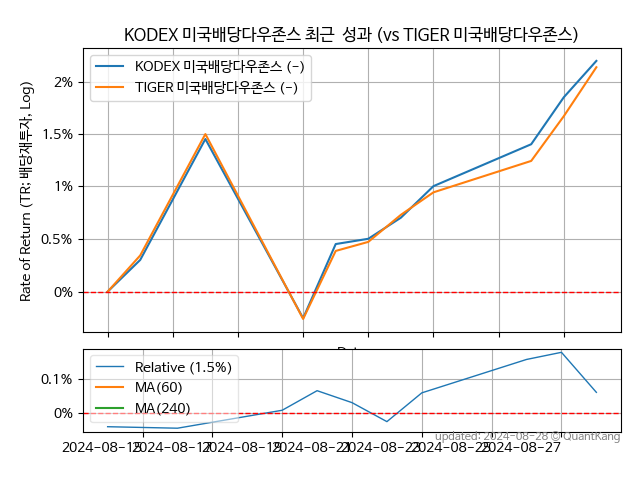 KODEX 미국배당다우존스 최근  성과 (vs TIGER 미국배당다우존스)
KODEX 미국배당다우존스 (-)
TIGER 미국배당다우존스 (-)
Rate of Return (TR: 배당재투자, Log)
2%
1.5%
1%
0.5%
0%
Relative (1.5%)
MA(60)
MA(240)
0.1%
0%
updated: 2024-08-28 © QuantKang
2024-08-15 2024-08-17 2024-08-19 2024-08-21 2024-08-23 2024-08-25 2024-08-27